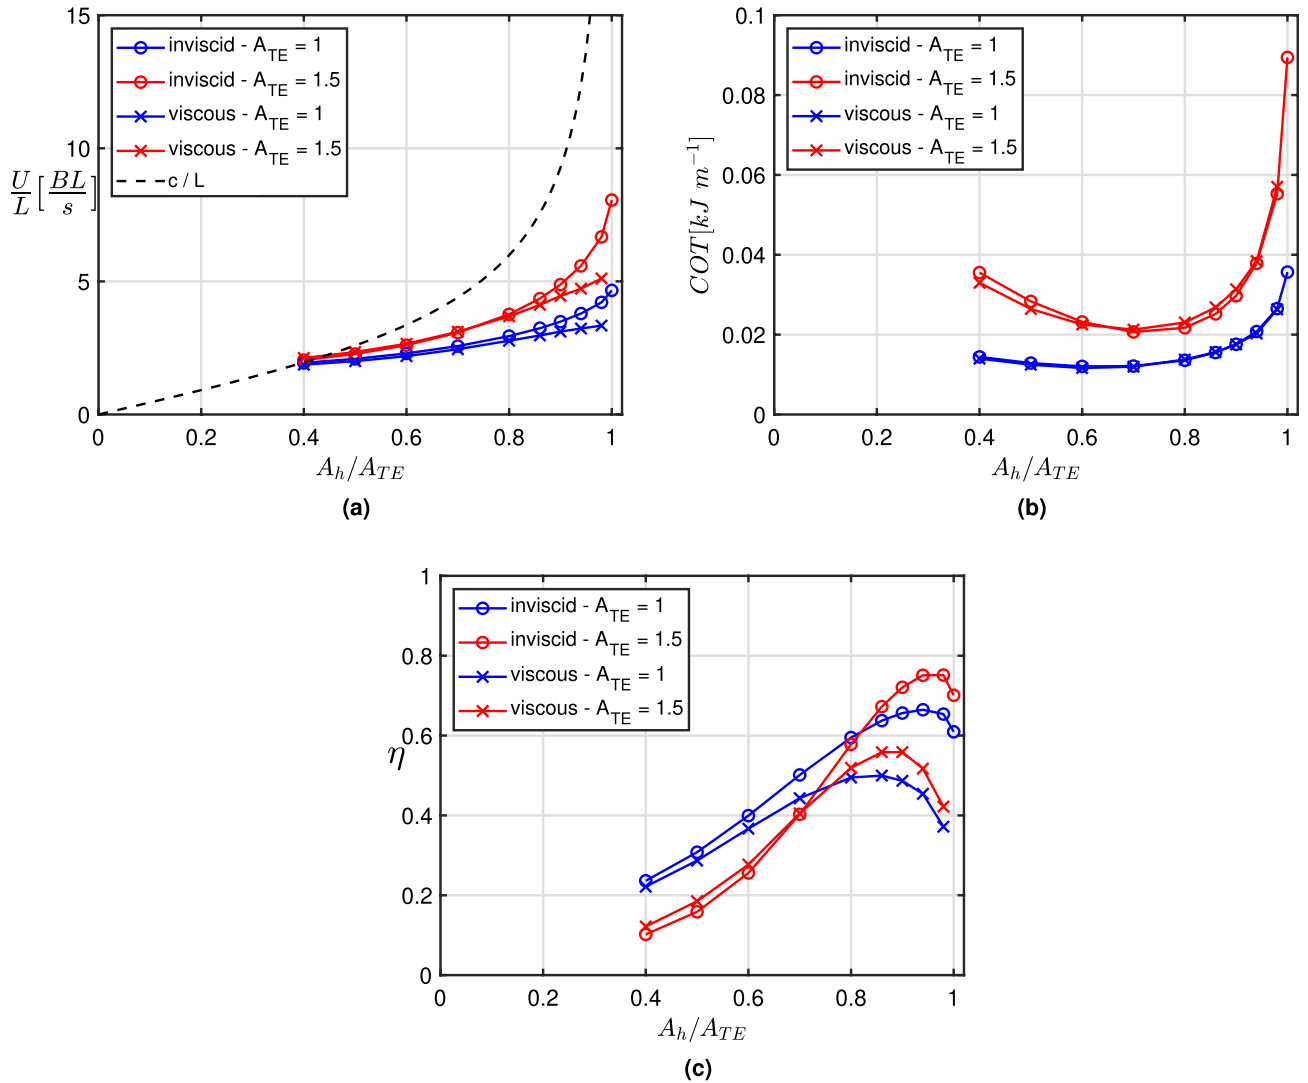 15
10
5
0
U/L [BL/s]
inviscid - A_TE = 1
inviscid - A_TE = 1.5
viscous - A_TE = 1
viscous - A_TE = 1.5
c / L
0 0.2 0.4 0.6 0.8 1
A_h/A_TE
(a)
0.1
0.08
0.06
0.04
0.02
0
COT[kJ m^{-1}]
inviscid - A_TE = 1
inviscid - A_TE = 1.5
viscous - A_TE = 1
viscous - A_TE = 1.5
0 0.2 0.4 0.6 0.8 1
A_h/A_TE
(b)
1
0.8
0.6
0.4
0.2
0
η
inviscid - A_TE = 1
inviscid - A_TE = 1.5
viscous - A_TE = 1
viscous - A_TE = 1.5
0 0.2 0.4 0.6 0.8 1
A_h/A_TE
(c)